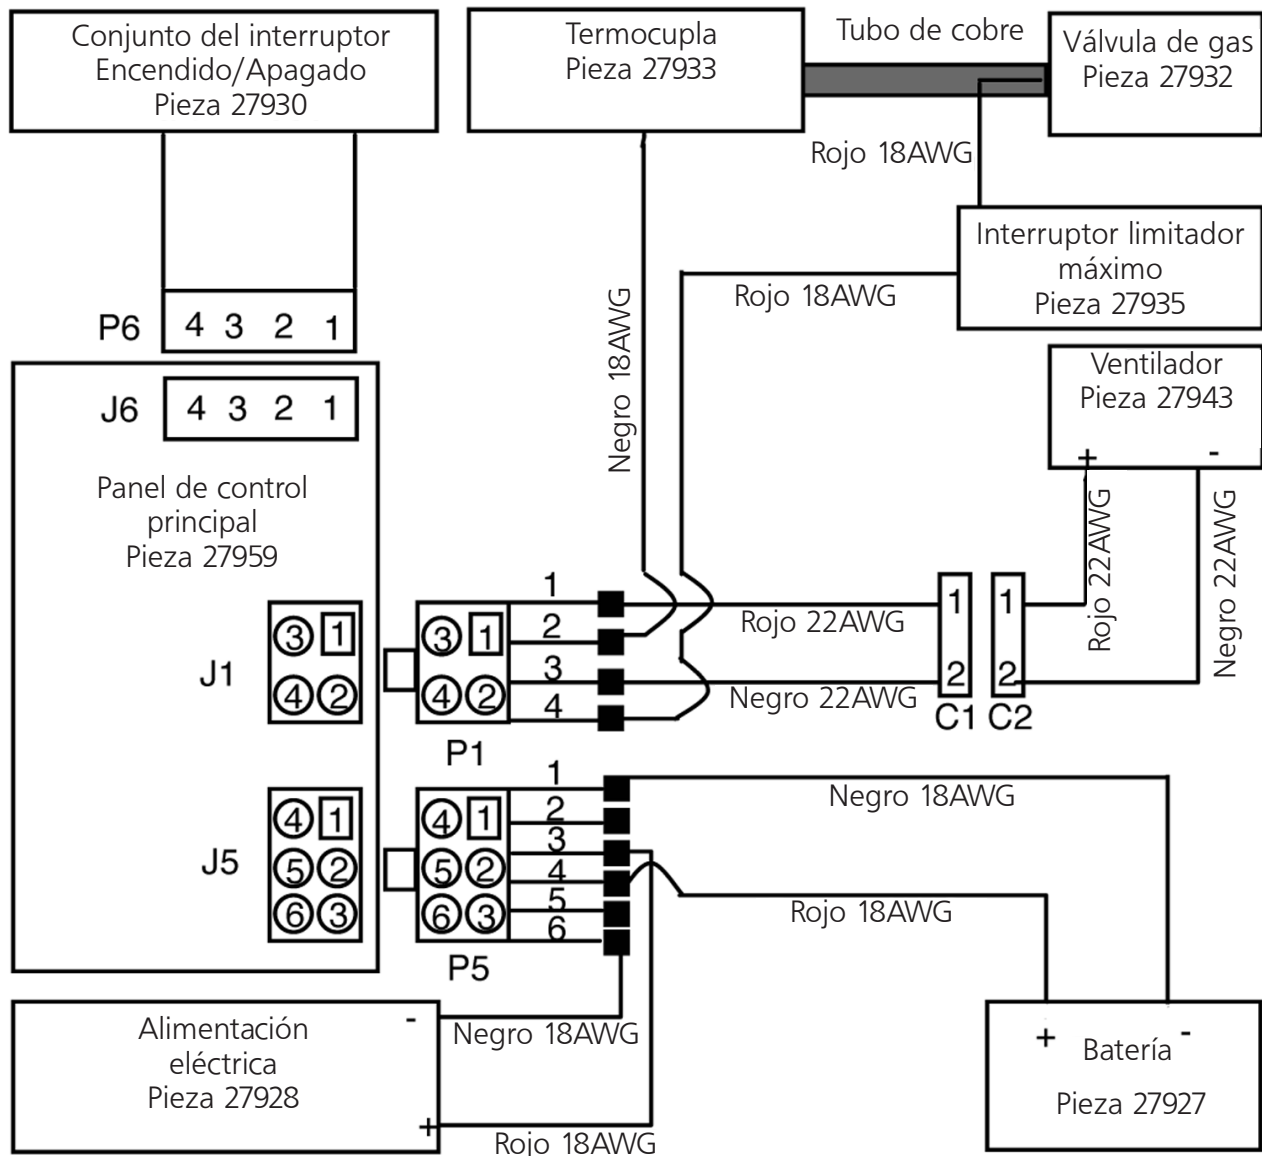 Conjunto del interruptor
Encendido/Apagado
Pieza 27930
Termocupla
Pieza 27933
Tubo de cobre
Válvula de gas
Pieza 27932
Rojo 18AWG
Interruptor limitador
máximo
Pieza 27935
Rojo 18AWG
Negro 18AWG
P6
4 3 2 1
J6
4 3 2 1
Ventilador
Pieza 27943
+ -
Rojo 22AWG
Negro 22AWG
Panel de control
principal
Pieza 27959
J1
3 1
4 2
3 1
4 2
P1
1
2
3
4
Rojo 22AWG
Negro 22AWG
1
2
C1
1
2
C2
J5
4 1
5 2
6 3
4 1
5 2
6 3
P5
1
2
3
4
5
6
Negro 18AWG
Rojo 18AWG
Alimentación
eléctrica
Pieza 27928
-
+
Negro 18AWG
Rojo 18AWG
+ -
Batería
Pieza 27927